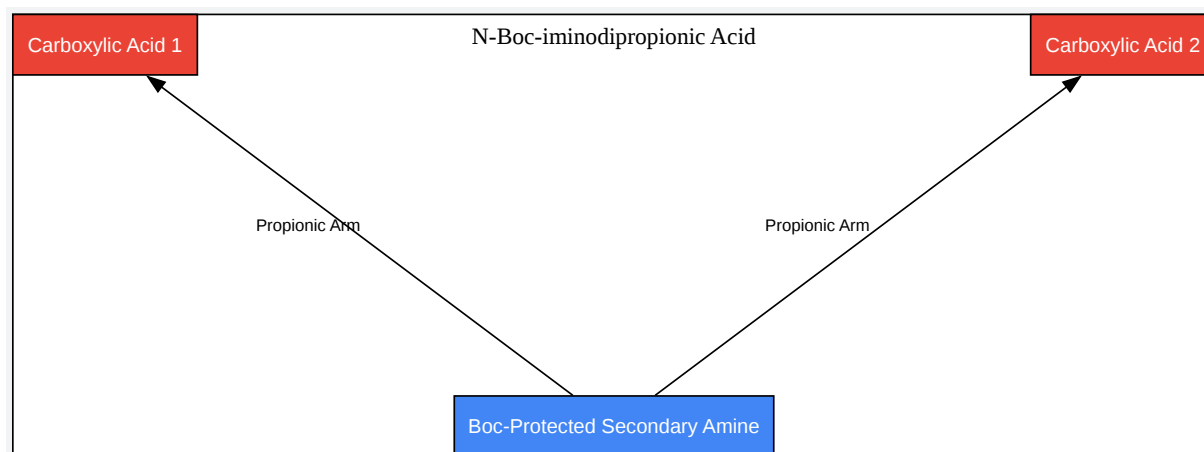 Carboxylic Acid 1
N-Boc-iminodipropionic Acid
Carboxylic Acid 2
Propionic Arm
Propionic Arm
Boc-Protected Secondary Amine